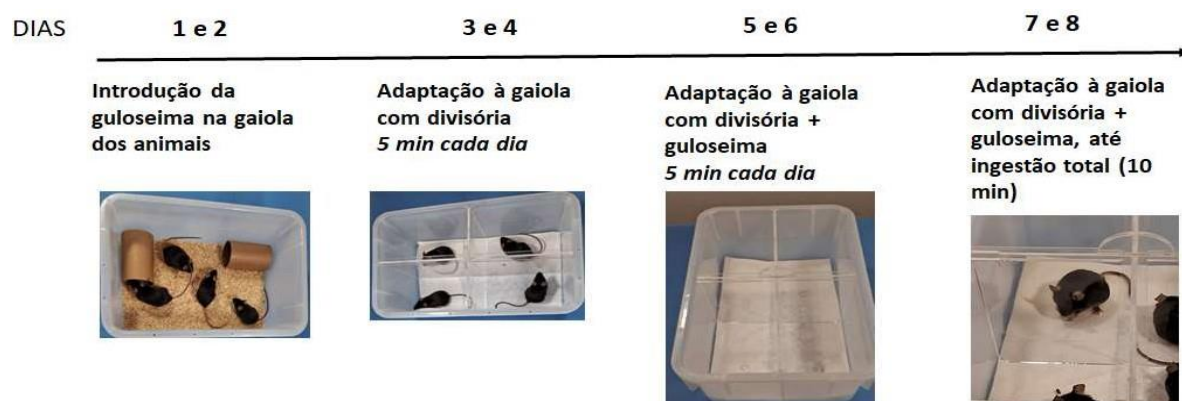 DIAS
1 e 2
3 e 4
5 e 6
7 e 8
Introdução da
guloseima na gaiola
dos animais
Adaptação à gaiola
com divisória
5 min cada dia
Adaptação à gaiola
com divisória +
guloseima
5 min cada dia
Adaptação à gaiola
com divisória +
guloseima, até
ingestão total (10
min)